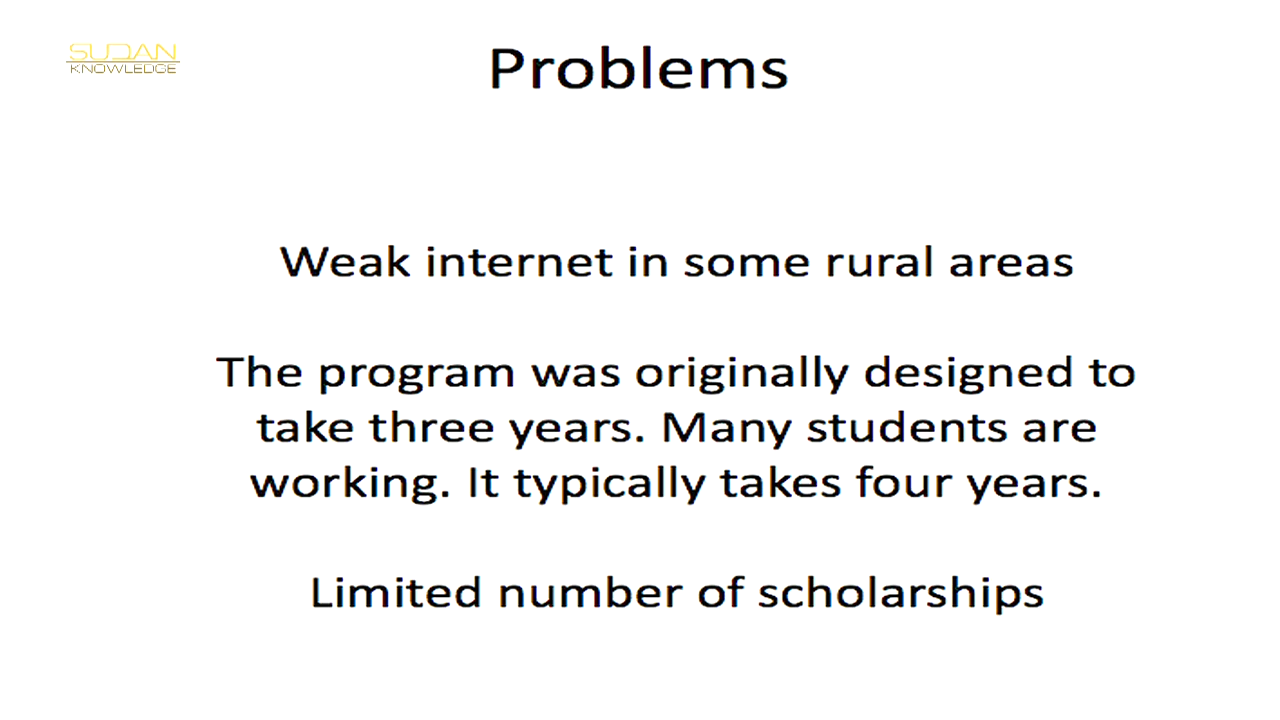 SUDAN
KNOWLEDGE
Problems
Weak internet in some rural areas
The program was originally designed to
take three years. Many students are
working. It typically takes four years.
Limited number of scholarships